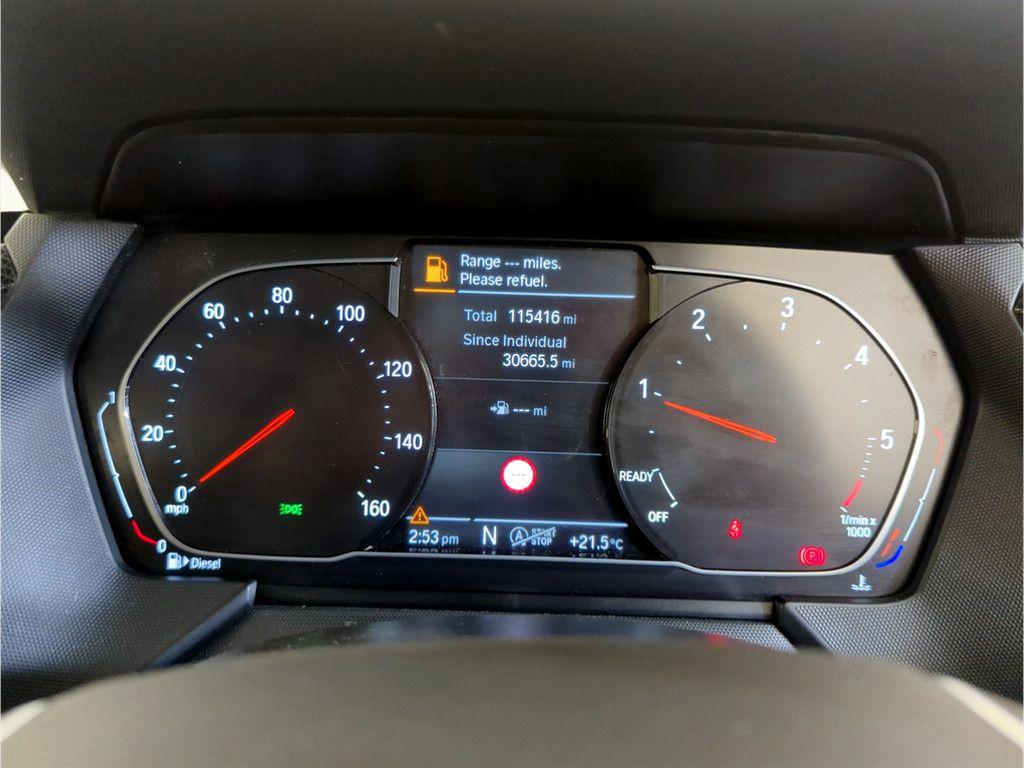 Range --- miles.
Please refuel.
Total 115416 mi
Since Individual
30665.5 mi
--- mi
---
2:53 pm N A START STOP +21.5°C
0
20
40
60
80
100
120
140
160
mph
1
0
Diesel
OFF
READY
1
2
3
4
5
1/min x
1000
P